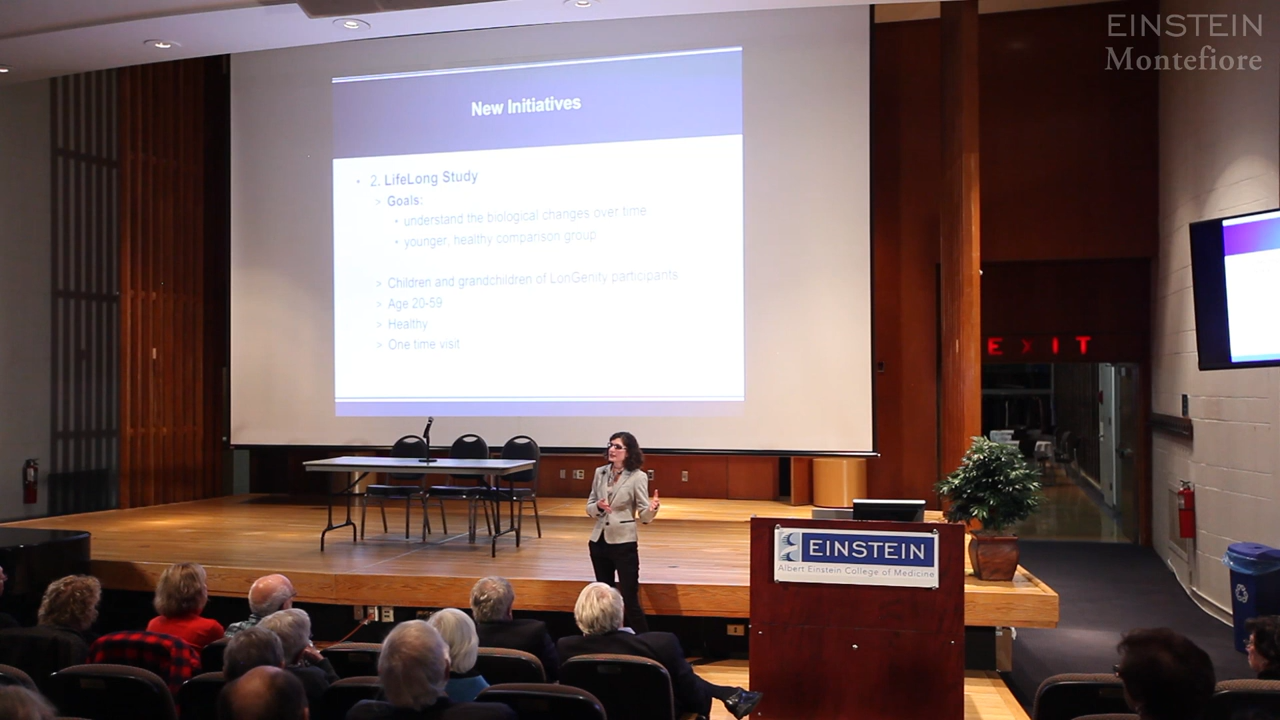 EINSTEIN
Montefiore
New Initiatives
• 2. LifeLong Study
> Goals:
• understand the biological changes over time
• younger, healthy comparison group
> Children and grandchildren of LonGenity participants
> Age 20-59
> Healthy
> One time visit
EXIT
EINSTEIN
Albert Einstein College of Medicine